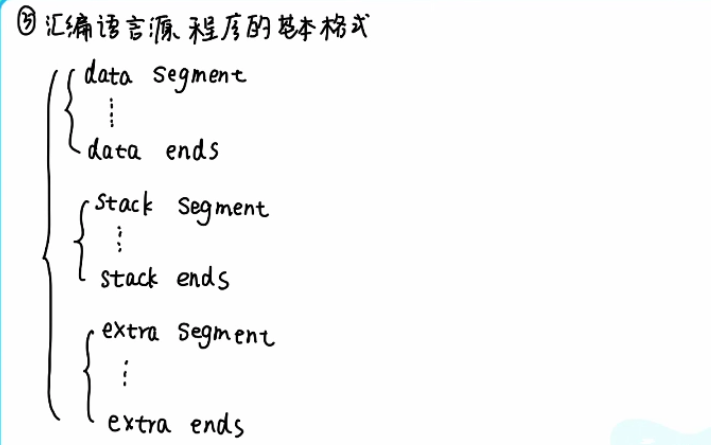 ⑤汇编语言源程序的基本格式
data segment
data ends
stack segment
stack ends
extra segment
extra ends